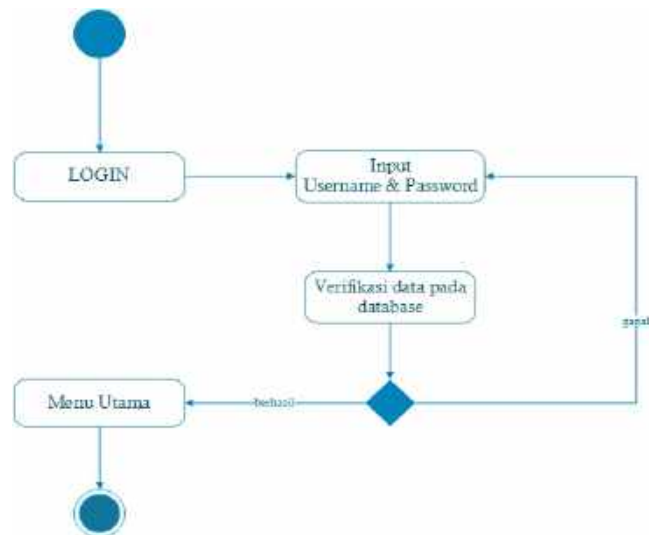 LOGIN
Input
Username & Password
Verifikasi data pada
database
gagal
berhasil
Menu Utama